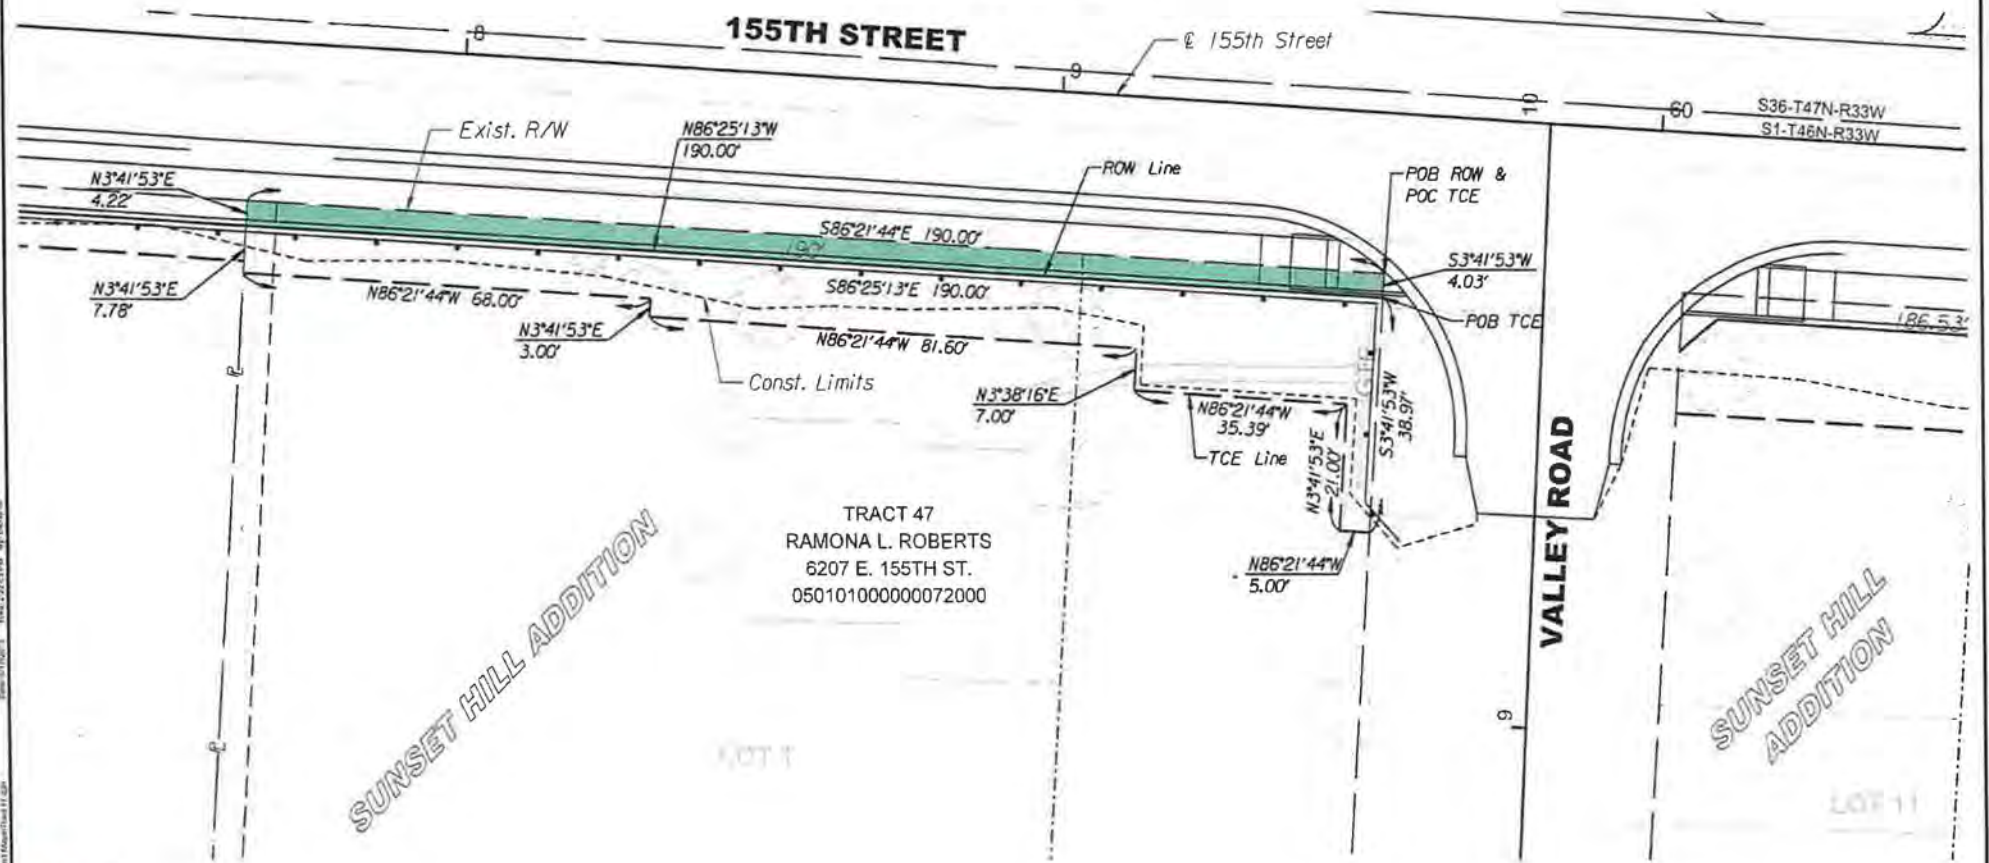 155TH STREET
℄ 155th Street
8
9
10
60
S36-T47N-R33W
S1-T46N-R33W
Exist. R/W
N86°25'13"W
190.00'
ROW Line
POB ROW &
POC TCE
N3°41'53"E
4.22'
S86°21'44"E 190.00'
190'
S3°41'53"W
4.03'
N3°41'53"E
7.78'
N86°21'44"W 68.00'
S86°25'13"E 190.00'
POB TCE
186.53'
N3°41'53"E
3.00'
N86°21'44"W 81.60'
Const. Limits
N3°38'16"E
7.00'
N86°21'44"W
35.39'
TCE Line
N3°41'53"E
21.00'
S3°41'53"W
38.97'
N86°21'44"W
5.00'
TRACT 47
RAMONA L. ROBERTS
6207 E. 155TH ST.
050101000000072000
VALLEY ROAD
SUNSET HILL ADDITION
SUNSET HILL
ADDITION
9
LOT 11